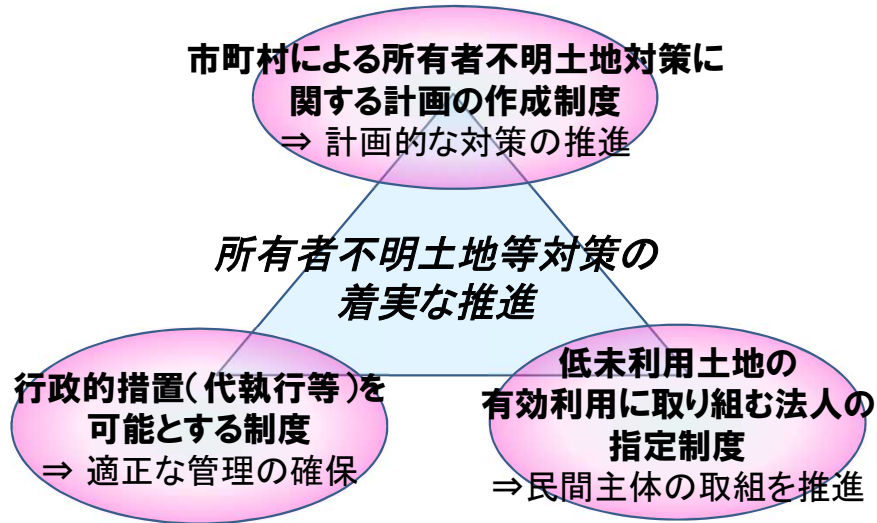 市町村による所有者不明土地対策に
関する計画の作成制度
⇒ 計画的な対策の推進
所有者不明土地等対策の
着実な推進
行政的措置(代執行等)を
可能とする制度
⇒ 適正な管理の確保
低未利用土地の
有効利用に取り組む法人の
指定制度
⇒民間主体の取組を推進